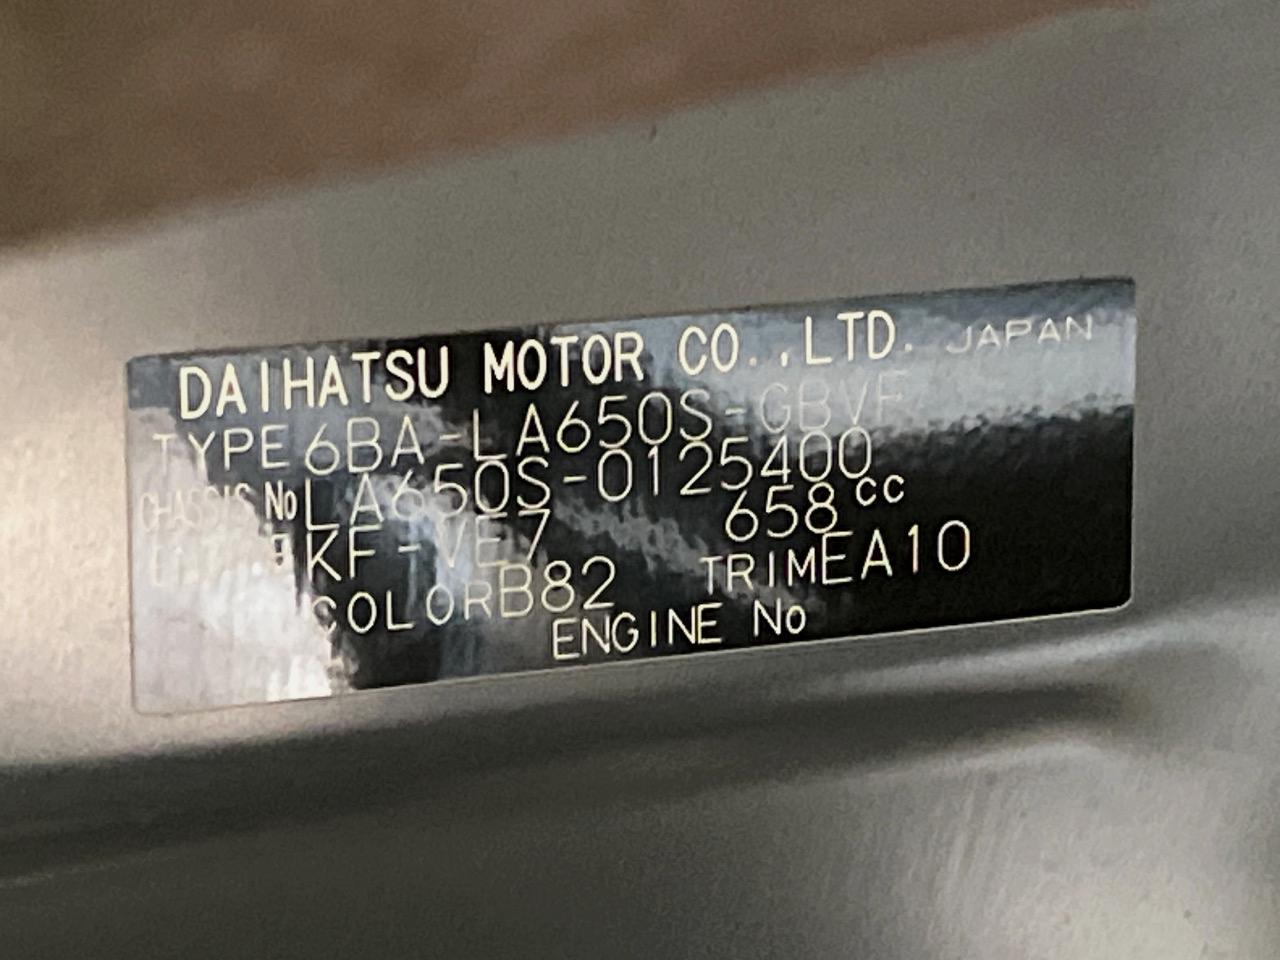 DAIHATSU MOTOR CO.,LTD. JAPAN
TYPE 6BA-LA650S-GBVF
CHASSIS No LA650S-0125400
KF-VE7 658cc
COLOR B82 TRIM EA10
ENGINE No